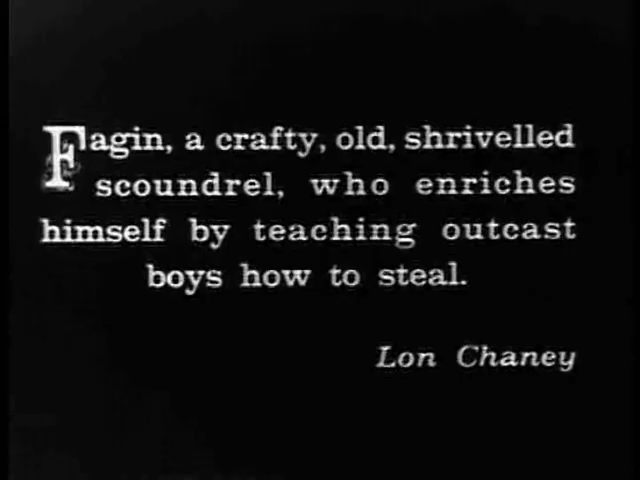 Fagin, a crafty, old, shrivelled
scoundrel, who enriches
himself by teaching outcast
boys how to steal.
Lon Chaney